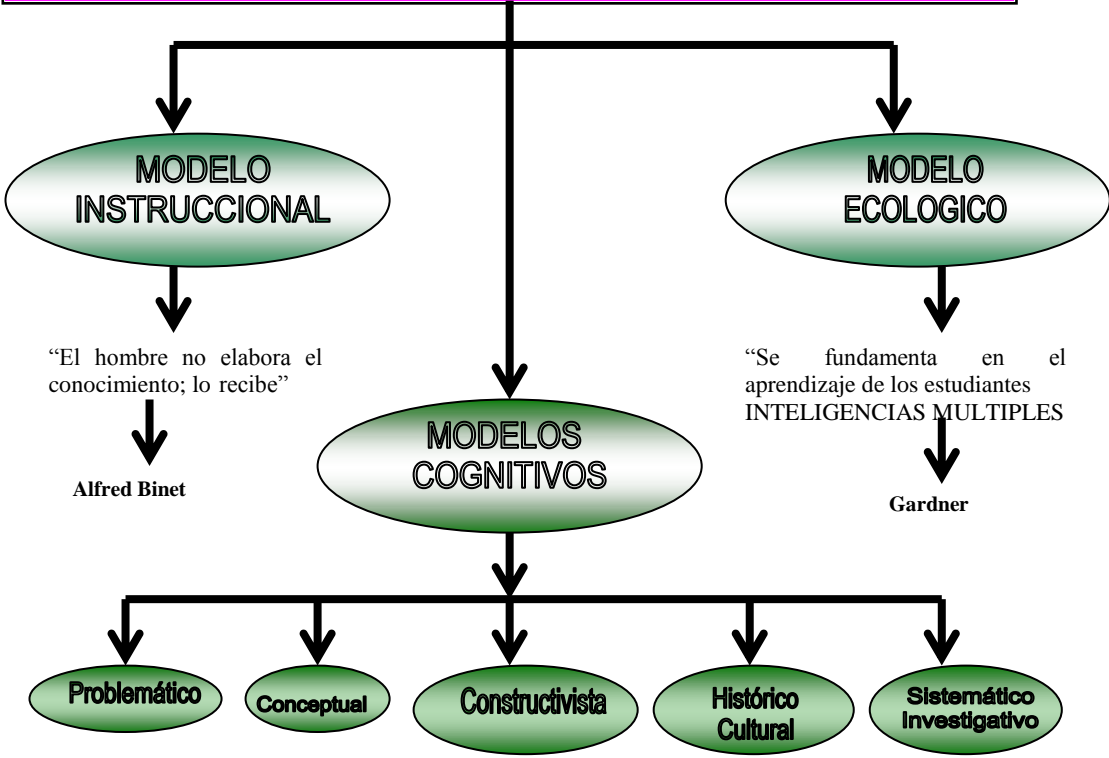 MODELO
INSTRUCCIONAL
MODELO
ECOLOGICO
“El hombre no elabora el
conocimiento; lo recibe”
Alfred Binet
“Se fundamenta en el
aprendizaje de los estudiantes
INTELIGENCIAS MULTIPLES
Gardner
MODELOS
COGNITIVOS
Problemático
Conceptual
Constructivista
Histórico
Cultural
Sistemático
Investigativo